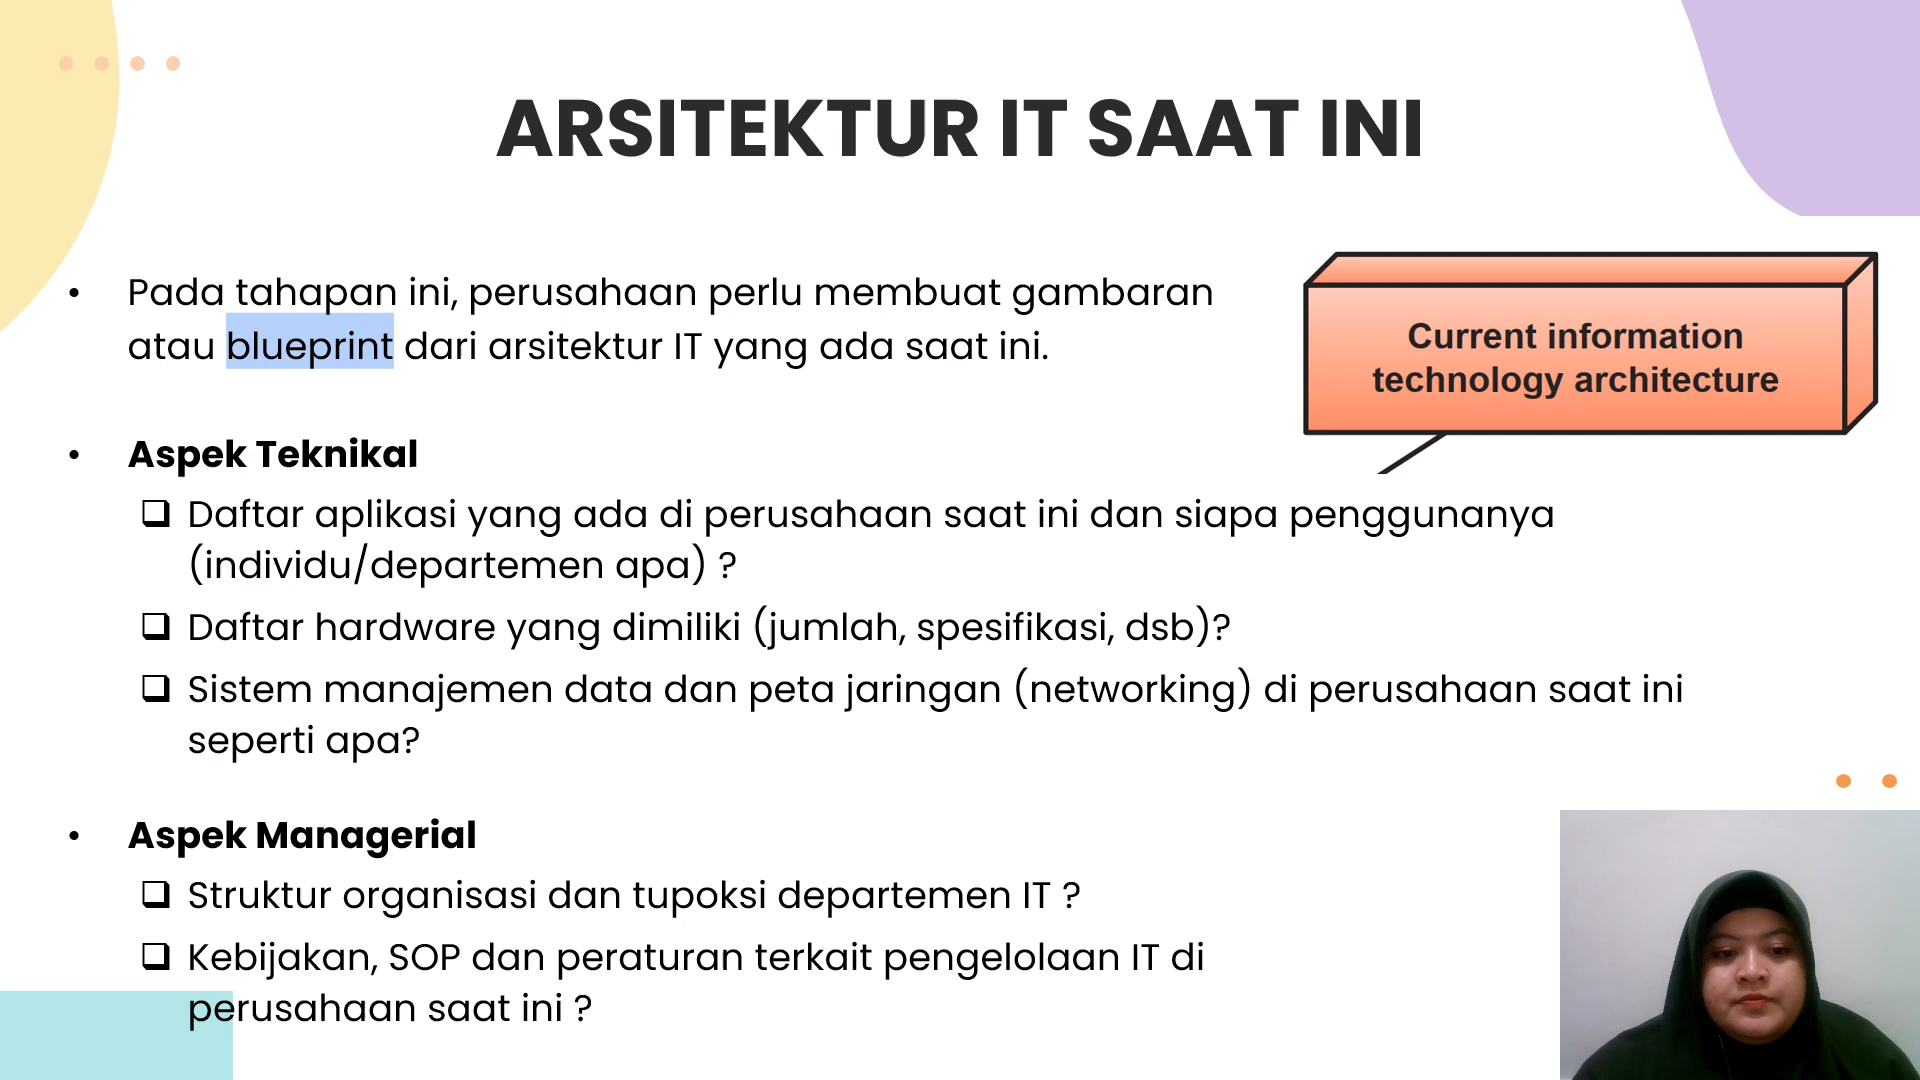 ARSITEKTUR IT SAAT INI
• Pada tahapan ini, perusahaan perlu membuat gambaran
atau blueprint dari arsitektur IT yang ada saat ini.
Current information
technology architecture
• Aspek Teknikal
❑ Daftar aplikasi yang ada di perusahaan saat ini dan siapa penggunanya
(individu/departemen apa) ?
❑ Daftar hardware yang dimiliki (jumlah, spesifikasi, dsb)?
❑ Sistem manajemen data dan peta jaringan (networking) di perusahaan saat ini
seperti apa?
• Aspek Managerial
❑ Struktur organisasi dan tupoksi departemen IT ?
❑ Kebijakan, SOP dan peraturan terkait pengelolaan IT di
perusahaan saat ini ?